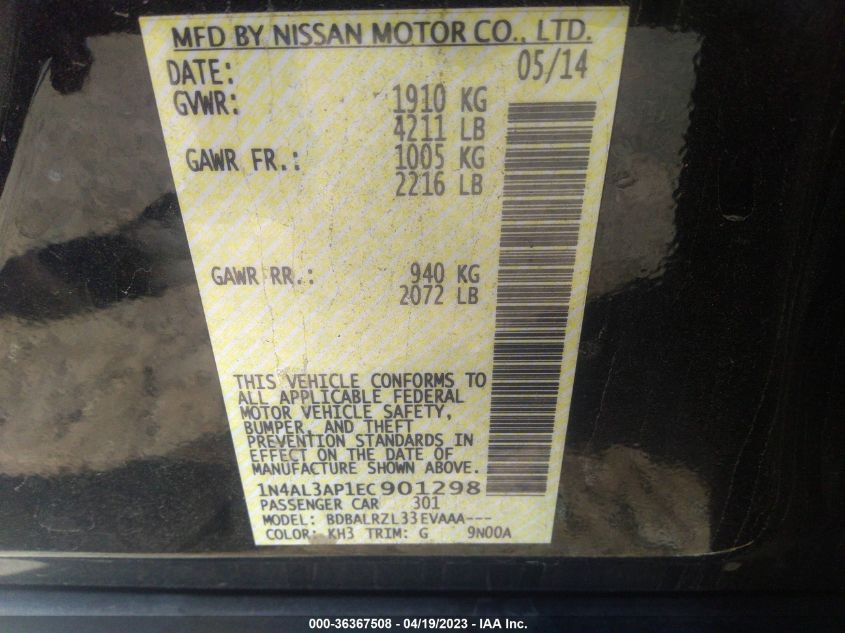 MFD BY NISSAN MOTOR CO., LTD.
DATE: 05/14
GVWR: 1910 KG
4211 LB
GAWR FR.: 1005 KG
2216 LB
GAWR RR.: 940 KG
2072 LB
THIS VEHICLE CONFORMS TO
ALL APPLICABLE FEDERAL
MOTOR VEHICLE SAFETY,
BUMPER, AND THEFT
PREVENTION STANDARDS IN
EFFECT ON THE DATE OF
MANUFACTURE SHOWN ABOVE.
1N4AL3AP1EC901298
PASSENGER CAR 301
MODEL: BDBALRZL33EVAAA---
COLOR: KH3 TRIM: G 9N00A
000-36367508 - 04/19/2023 - IAA Inc.